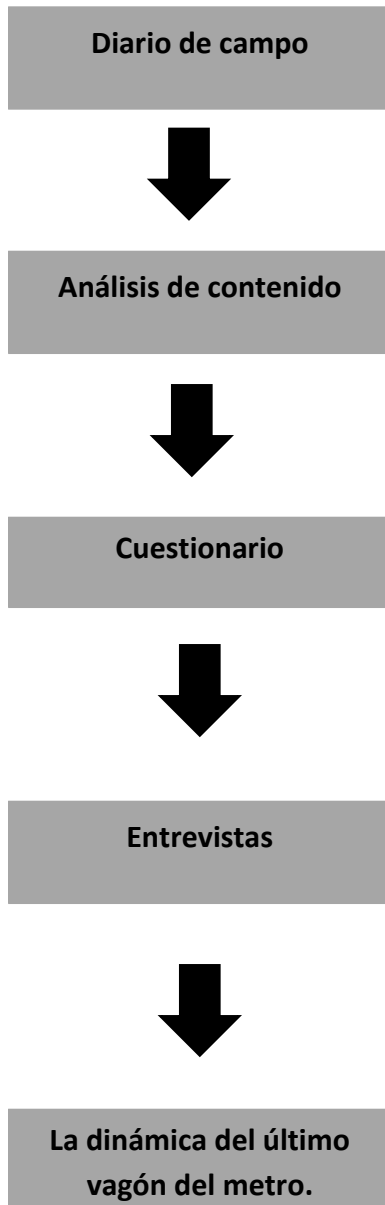 Diario de campo
Análisis de contenido
Cuestionario
Entrevistas
La dinámica del último
vagón del metro.